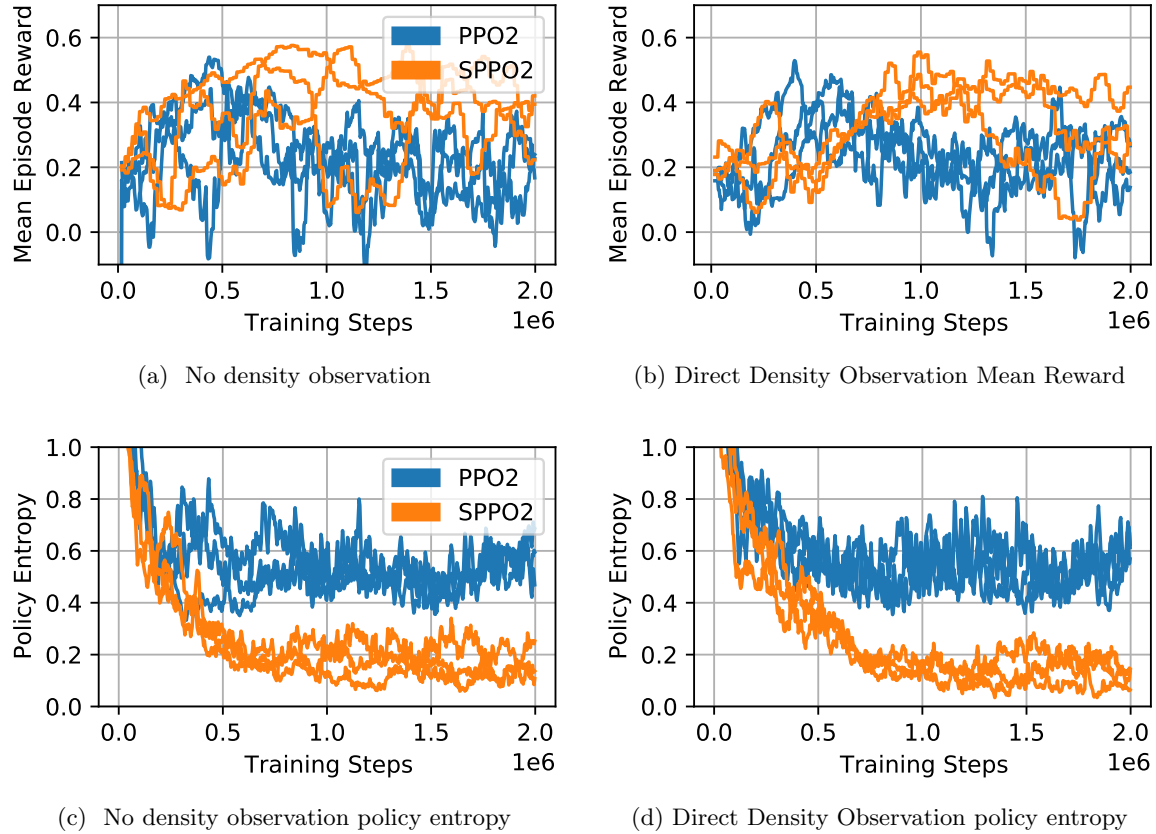 Mean Episode Reward
0.6
0.4
0.2
0.0
PPO2
SPPO2
0.0 0.5 1.0 1.5 2.0
Training Steps 1e6
(a) No density observation
Mean Episode Reward
0.6
0.4
0.2
0.0
0.0 0.5 1.0 1.5 2.0
Training Steps 1e6
(b) Direct Density Observation Mean Reward
Policy Entropy
1.0
0.8
0.6
0.4
0.2
0.0
PPO2
SPPO2
0.0 0.5 1.0 1.5 2.0
Training Steps 1e6
(c) No density observation policy entropy
Policy Entropy
1.0
0.8
0.6
0.4
0.2
0.0
0.0 0.5 1.0 1.5 2.0
Training Steps 1e6
(d) Direct Density Observation policy entropy